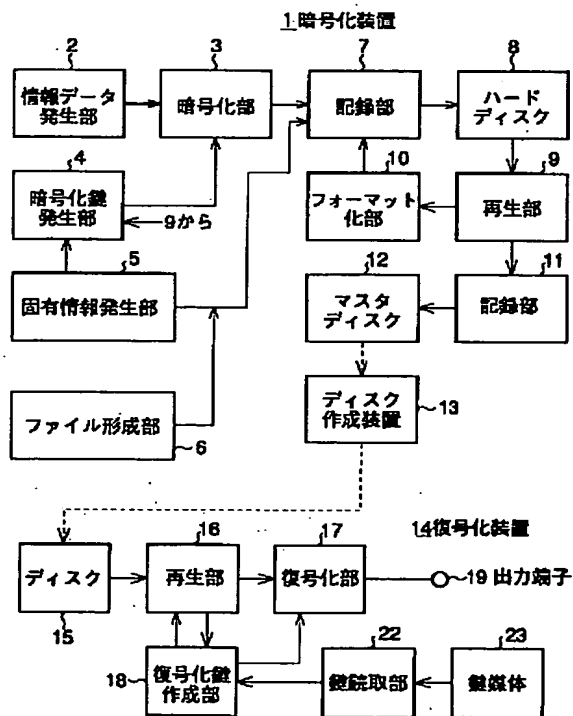 1 暗号化装置
2
3
7
8
情報データ
発生部
暗号化部
記録部
ハード
ディスク
4
10
9
暗号化鍵
発生部
9から
フォーマット
化部
再生部
5
12
11
固有情報発生部
マスタ
ディスク
記録部
ファイル形成部
6
ディスク
作成装置
13
14復号化装置
16
17
ディスク
再生部
復号化部
19 出力端子
15
22
23
18
復号化鍵
作成部
鍵読取部
鍵媒体